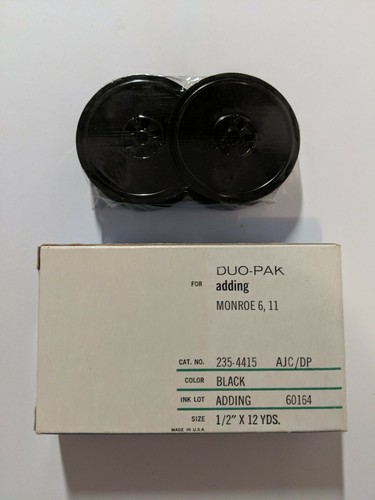 DUO-PAK
FOR adding
MONROE 6, 11
CAT. NO. 235-4415 AJC/DP
COLOR BLACK
INK LOT ADDING 60164
SIZE 1/2" X 12 YDS.
MADE IN U.S.A.